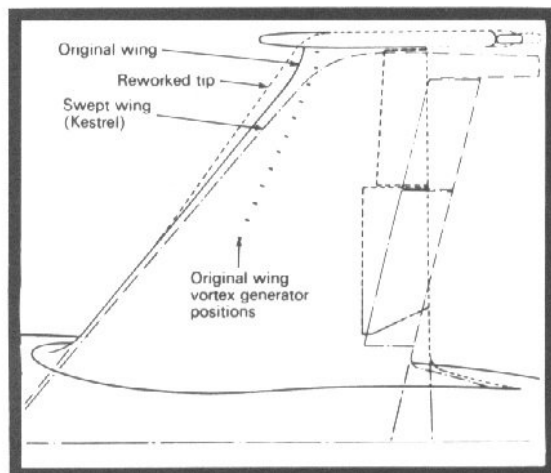 Original wing
Reworked tip
Swept wing
(Kestrel)
Original wing
vortex generator
positions